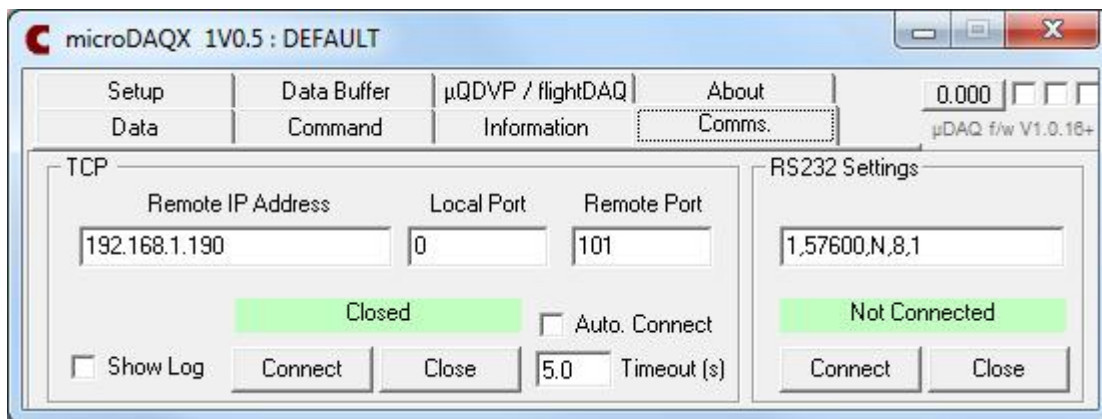 microDAQX 1V0.5 : DEFAULT
Setup Data Buffer µQDVP / flightDAQ About 0.000
Data Command Information Comms. µDAQ f/w V1.0.16+
TCP RS232 Settings
Remote IP Address Local Port Remote Port
192.168.1.190 0 101 1,57600,N,8,1
Closed Auto. Connect Not Connected
Show Log Connect Close 5.0 Timeout (s) Connect Close